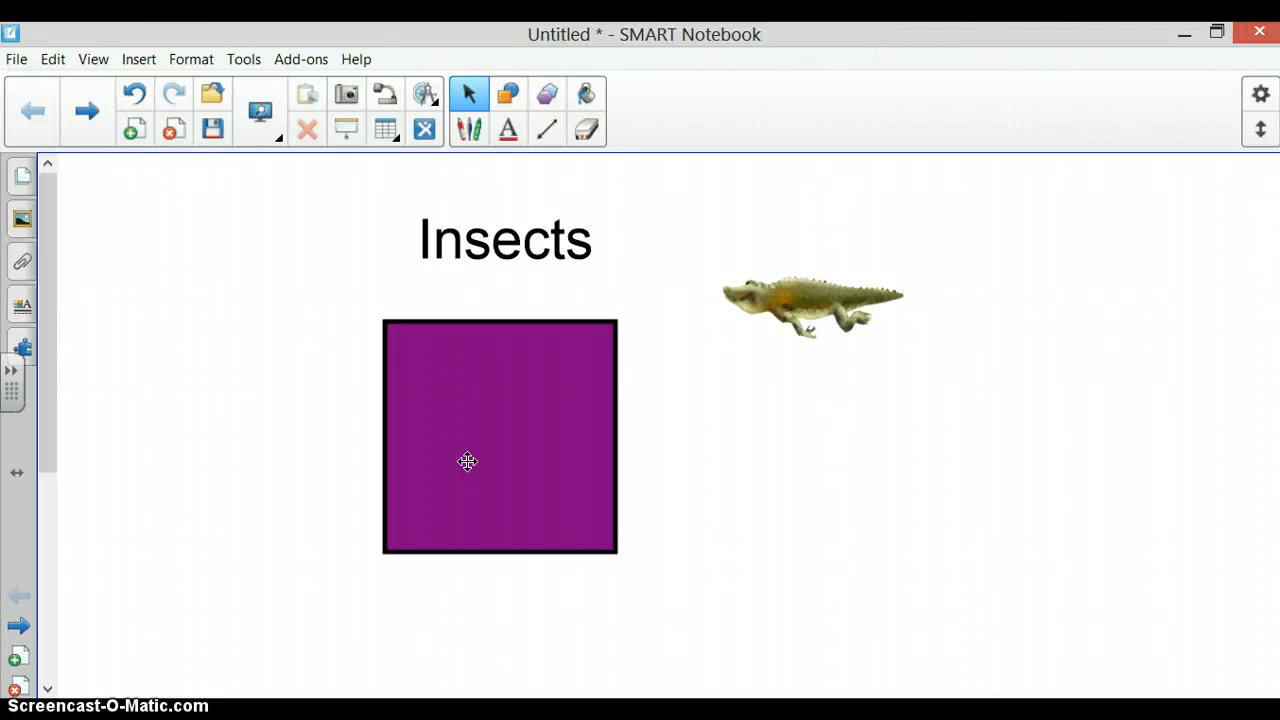 Untitled * - SMART Notebook
File Edit View Insert Format Tools Add-ons Help
Insects
Screencast-O-Matic.com